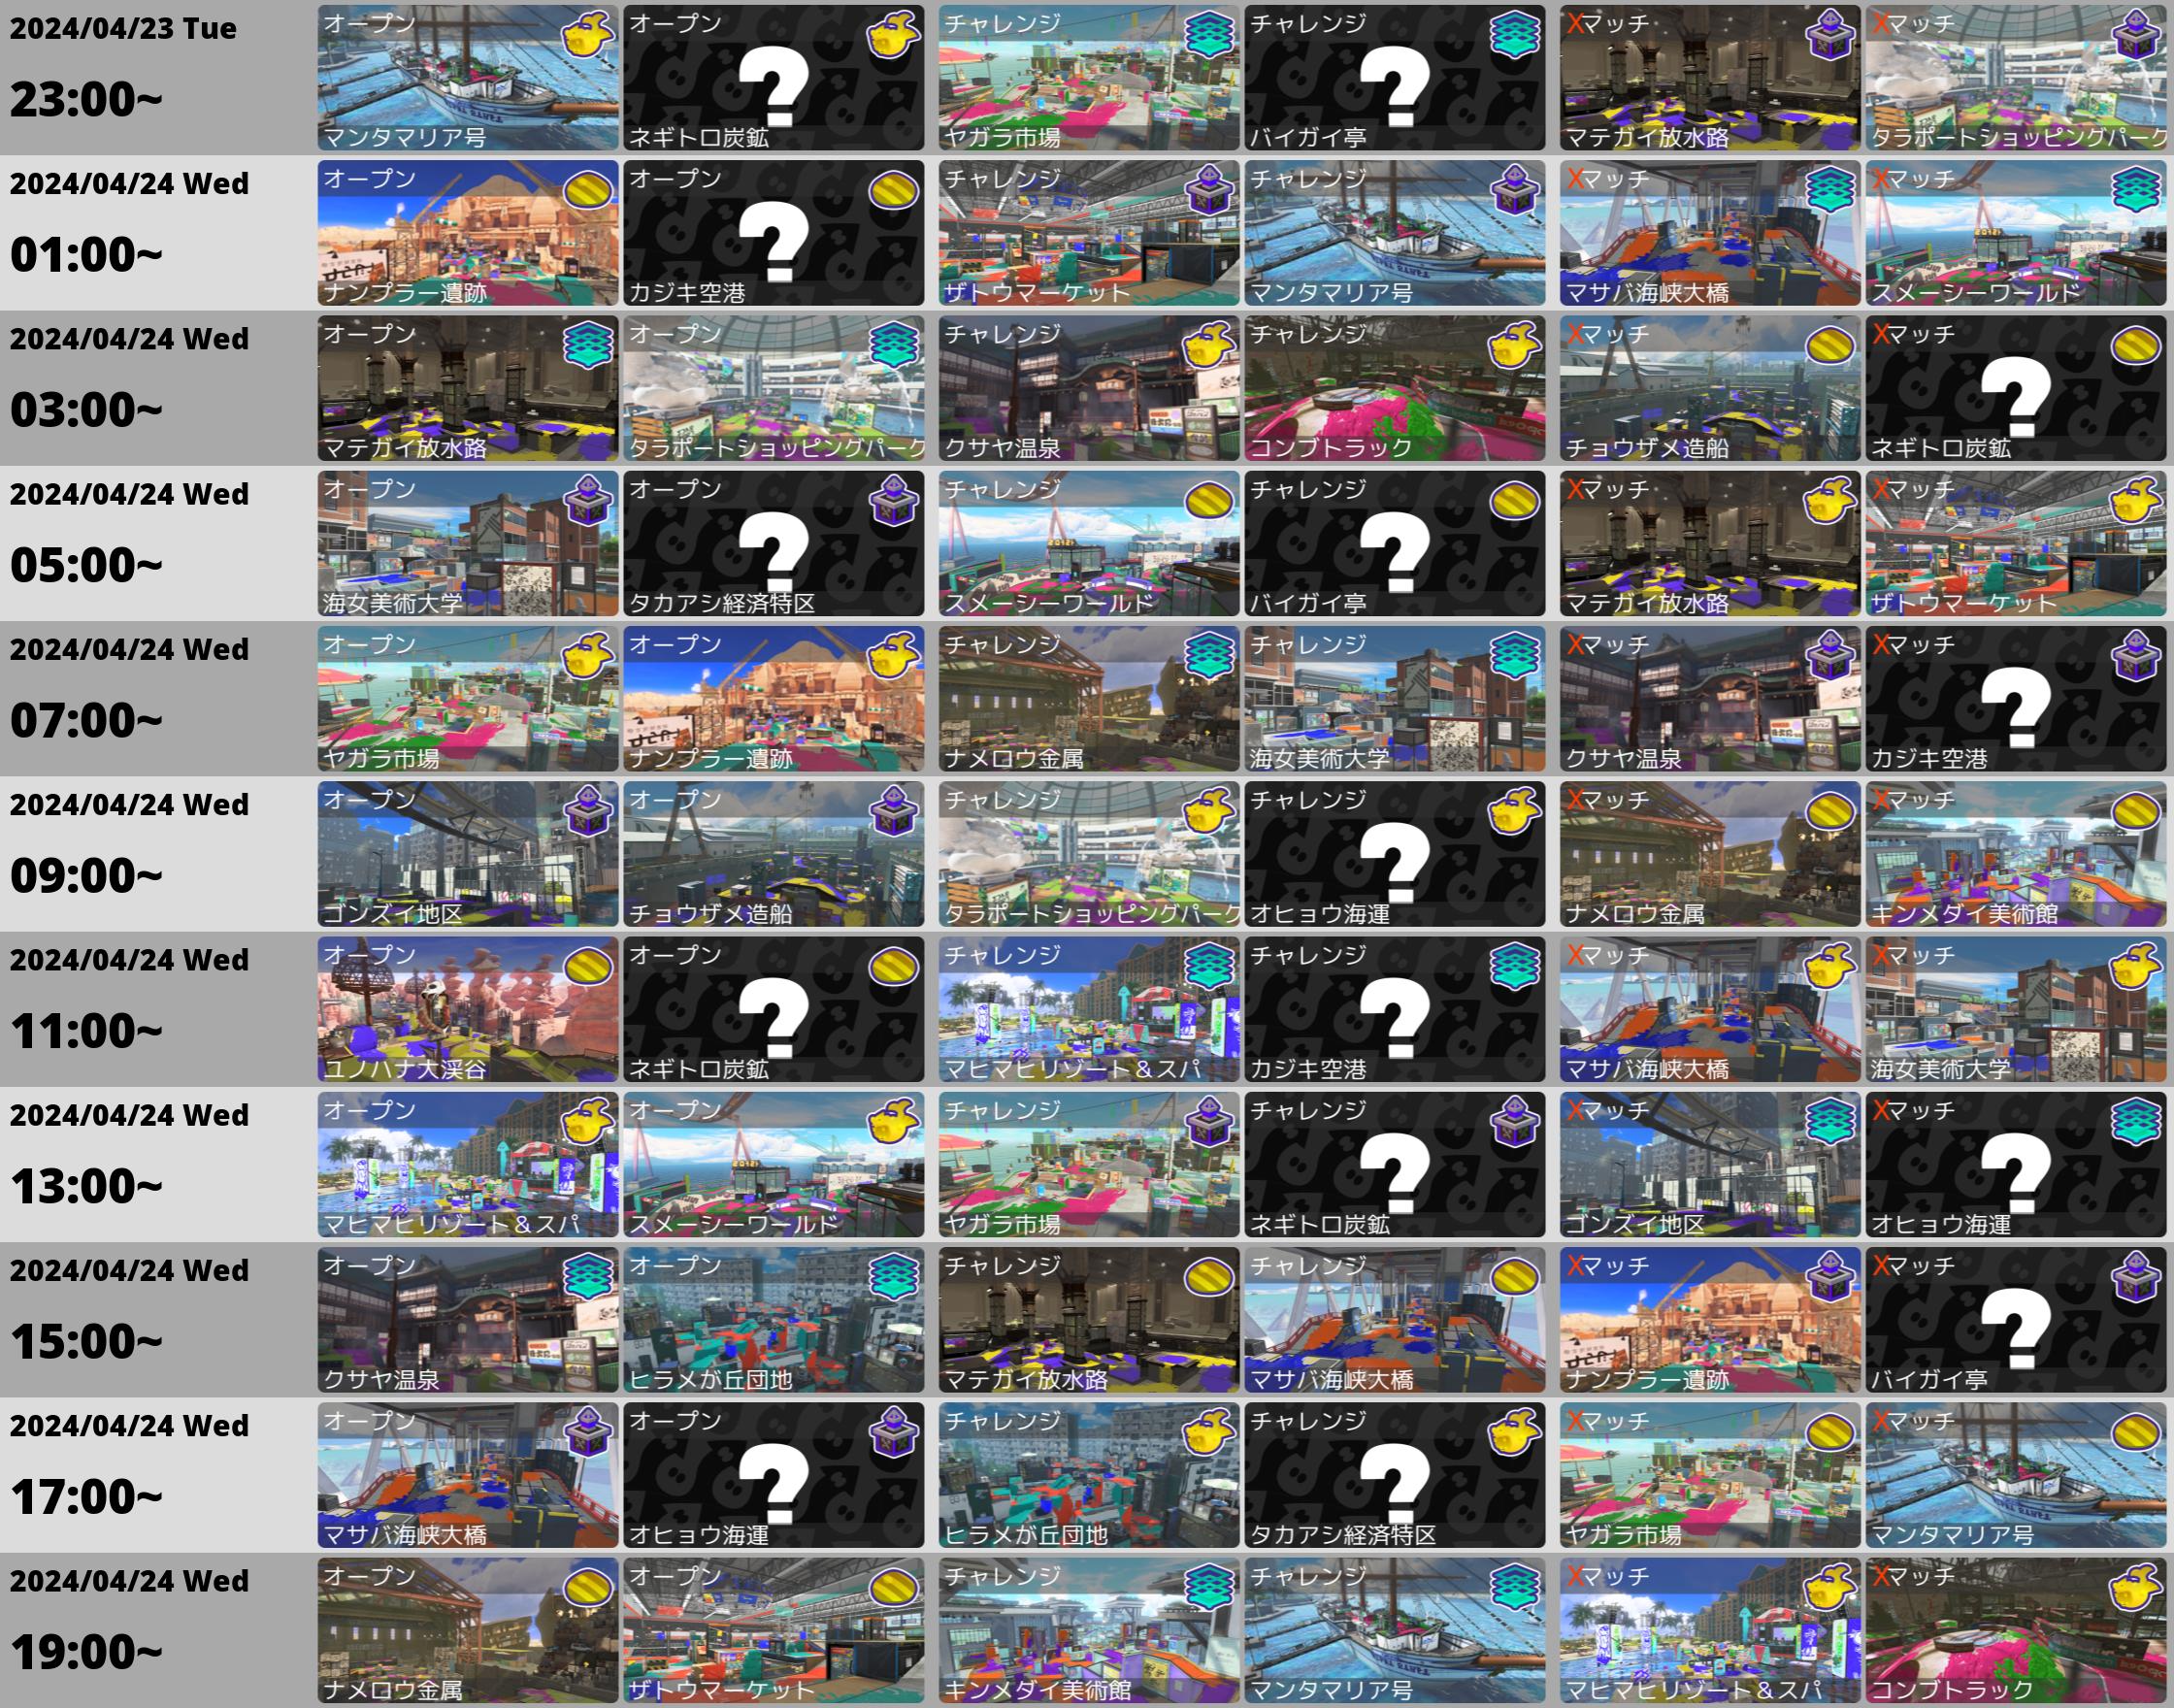 2024/04/23 Tue
23:00~
オープン
マンタマリア号
オープン
ネギトロ炭鉱
チャレンジ
ヤガラ市場
チャレンジ
バイガイ亭
Xマッチ
マテガイ放水路
Xマッチ
タラポートショッピングパーク
2024/04/24 Wed
01:00~
オープン
ナンプラー遺跡
オープン
カジキ空港
チャレンジ
ザトウマーケット
チャレンジ
マンタマリア号
Xマッチ
マサバ海峡大橋
Xマッチ
スメーシーワールド
2024/04/24 Wed
03:00~
オープン
マテガイ放水路
オープン
タラポートショッピングパーク
チャレンジ
クサヤ温泉
チャレンジ
コンブトラック
Xマッチ
チョウザメ造船
Xマッチ
ネギトロ炭鉱
2024/04/24 Wed
05:00~
オープン
海女美術大学
オープン
タカアシ経済特区
チャレンジ
スメーシーワールド
チャレンジ
バイガイ亭
Xマッチ
マテガイ放水路
Xマッチ
ザトウマーケット
2024/04/24 Wed
07:00~
オープン
ヤガラ市場
オープン
ナンプラー遺跡
チャレンジ
ナメロウ金属
チャレンジ
海女美術大学
Xマッチ
クサヤ温泉
Xマッチ
カジキ空港
2024/04/24 Wed
09:00~
オープン
ゴンズイ地区
オープン
チョウザメ造船
チャレンジ
タラポートショッピングパーク
チャレンジ
オヒョウ海運
Xマッチ
ナメロウ金属
Xマッチ
キンメダイ美術館
2024/04/24 Wed
11:00~
オープン
ユノハナ大渓谷
オープン
ネギトロ炭鉱
チャレンジ
マヒマヒリゾート＆スパ
チャレンジ
カジキ空港
Xマッチ
マサバ海峡大橋
Xマッチ
海女美術大学
2024/04/24 Wed
13:00~
オープン
マヒマヒリゾート＆スパ
オープン
スメーシーワールド
チャレンジ
ヤガラ市場
チャレンジ
ネギトロ炭鉱
Xマッチ
ゴンズイ地区
Xマッチ
オヒョウ海運
2024/04/24 Wed
15:00~
オープン
クサヤ温泉
オープン
ヒラメが丘団地
チャレンジ
マテガイ放水路
チャレンジ
マサバ海峡大橋
Xマッチ
ナンプラー遺跡
Xマッチ
バイガイ亭
2024/04/24 Wed
17:00~
オープン
マサバ海峡大橋
オープン
オヒョウ海運
チャレンジ
ヒラメが丘団地
チャレンジ
タカアシ経済特区
Xマッチ
ヤガラ市場
Xマッチ
マンタマリア号
2024/04/24 Wed
19:00~
オープン
ナメロウ金属
オープン
ザトウマーケット
チャレンジ
キンメダイ美術館
チャレンジ
マンタマリア号
Xマッチ
マヒマヒリゾート＆スパ
Xマッチ
コンブトラック